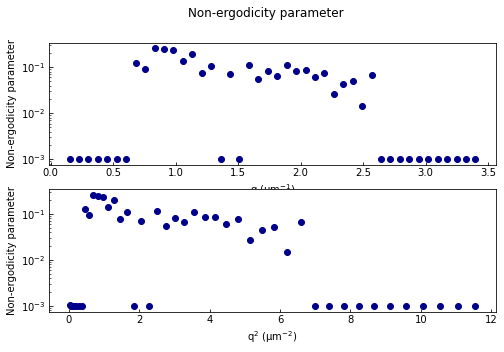 Non-ergodicity parameter
Non-ergodicity parameter
10⁻¹
10⁻²
10⁻³
0.0 0.5 1.0 1.5 2.0 2.5 3.0 3.5
q (µm⁻¹)
Non-ergodicity parameter
10⁻¹
10⁻²
10⁻³
0 2 4 6 8 10 12
q² (µm⁻²)